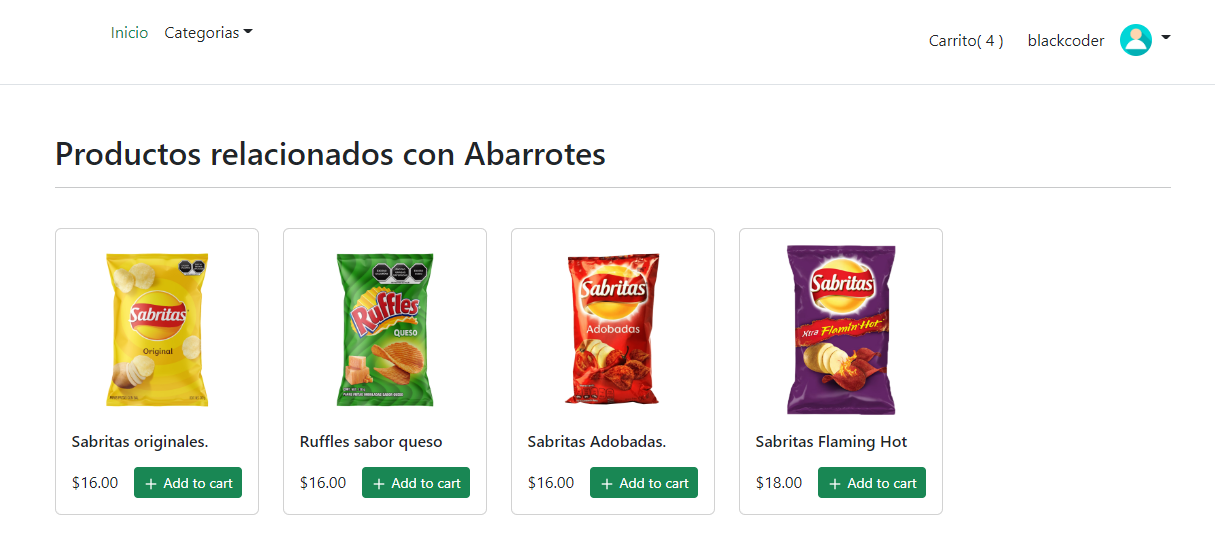 Inicio Categorias
Carrito( 4 ) blackcoder
Productos relacionados con Abarrotes
Sabritas
Original
Ruffles
QUESO
Sabritas
Adobadas
Sabritas
Xtra Flamin' Hot
Sabritas originales.
Ruffles sabor queso
Sabritas Adobadas.
Sabritas Flaming Hot
$16.00 + Add to cart
$16.00 + Add to cart
$16.00 + Add to cart
$18.00 + Add to cart